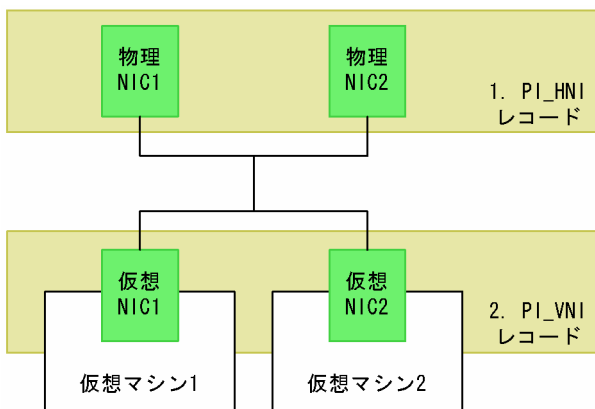 物理
NIC1
物理
NIC2
1. PI_HNI
レコード
仮想
NIC1
仮想
NIC2
2. PI_VNI
レコード
仮想マシン1
仮想マシン2